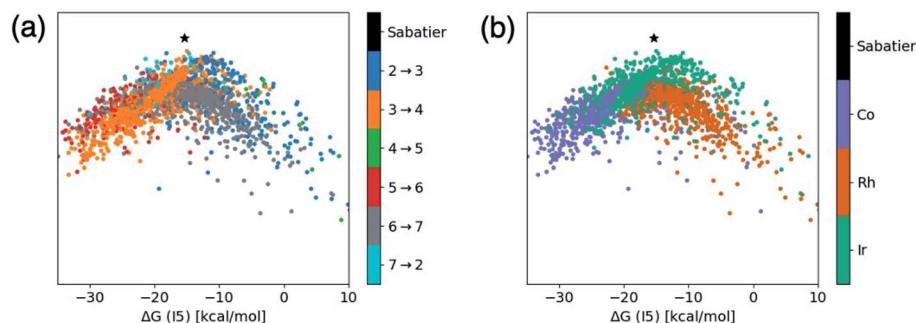 (a)
Sabatier
2→3
3→4
4→5
5→6
6→7
7→2
−30 −20 −10 0 10
ΔG (I5) [kcal/mol]
(b)
Sabatier
Co
Rh
Ir
−30 −20 −10 0 10
ΔG (I5) [kcal/mol]